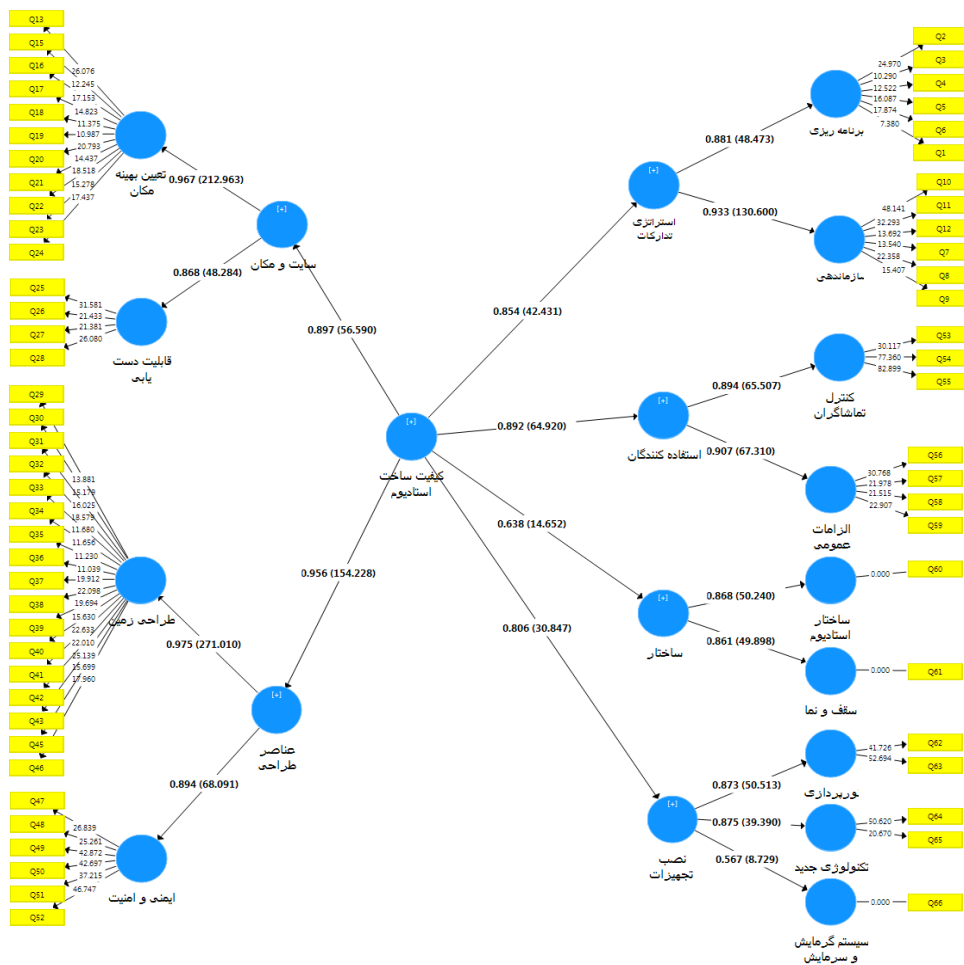 Q13
Q15
Q16
Q17
Q18
Q19
Q20
Q21
Q22
Q23
Q24
26.076
12.245
17.153
14.823
11.375
10.987
20.793
14.437
18.518
15.278
17.437
تعیین بهینه
مکان
0.967 (212.963)
[+]
سایت و مکان
0.868 (48.284)
Q25
Q26
Q27
Q28
31.581
21.433
21.381
26.080
قابلیت دست
یابی
0.897 (56.590)
Q29
Q30
Q31
Q32
Q33
Q34
Q35
Q36
Q37
Q38
Q39
Q40
Q41
Q42
Q43
Q45
Q46
13.881
15.179
16.025
18.579
11.680
11.656
11.230
11.039
19.912
22.098
19.694
15.630
22.633
22.010
25.139
15.699
17.960
طراحی زمین
0.975 (271.010)
[+]
عناصر
طراحی
0.956 (154.228)
0.894 (68.091)
Q47
Q48
Q49
Q50
Q51
Q52
26.839
25.261
42.872
42.697
37.215
46.747
ایمنی و امنیت
[+]
کیفیت ساخت
استادیوم
0.854 (42.431)
[+]
استراتژی
تدارکات
0.881 (48.473)
برنامه ریزی
24.970
10.290
12.522
16.087
17.874
7.380
Q2
Q3
Q4
Q5
Q6
Q1
0.933 (130.600)
سازماندهی
48.141
32.293
13.692
13.540
22.358
15.407
Q10
Q11
Q12
Q7
Q8
Q9
0.892 (64.920)
[+]
استفاده کنندگان
0.894 (65.507)
کنترل
تماشاگران
30.117
77.360
82.899
Q53
Q54
Q55
0.907 (67.310)
الزامات
عمومی
30.768
21.978
21.515
22.907
Q56
Q57
Q58
Q59
0.638 (14.652)
[+]
ساختار
0.868 (50.240)
ساختار
استادیوم
0.000
Q60
0.861 (49.898)
سقف و نما
0.000
Q61
0.806 (30.847)
[+]
نصب
تجهیزات
0.873 (50.513)
نورپردازی
41.726
52.694
Q62
Q63
0.875 (39.390)
تکنولوژی جدید
50.620
20.670
Q64
Q65
0.567 (8.729)
سیستم گرمایش
و سرمایش
0.000
Q66